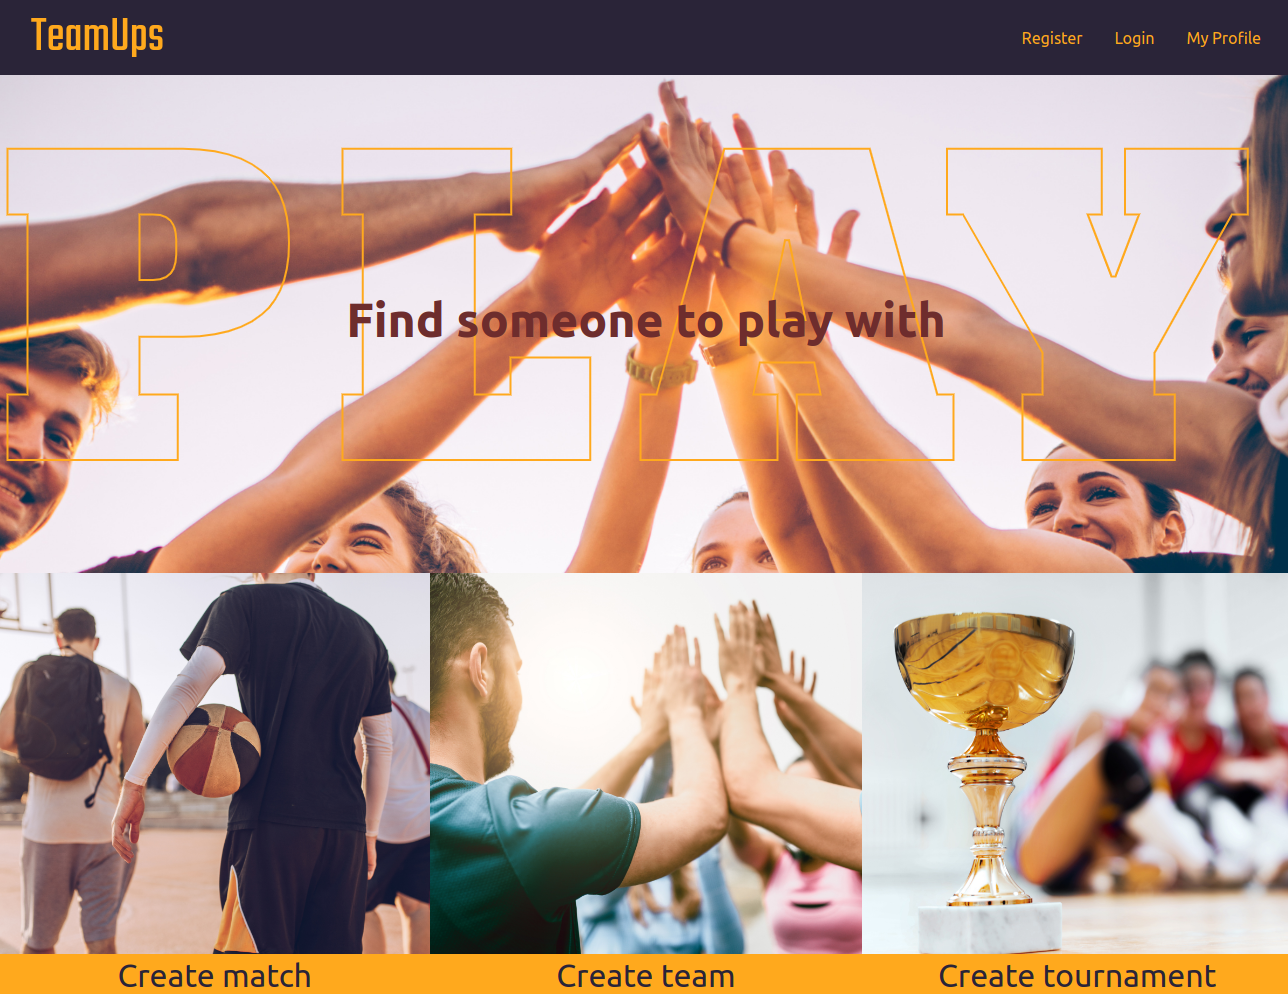 TeamUps
Register Login My Profile
PLAY
Find someone to play with
Create match
Create team
Create tournament